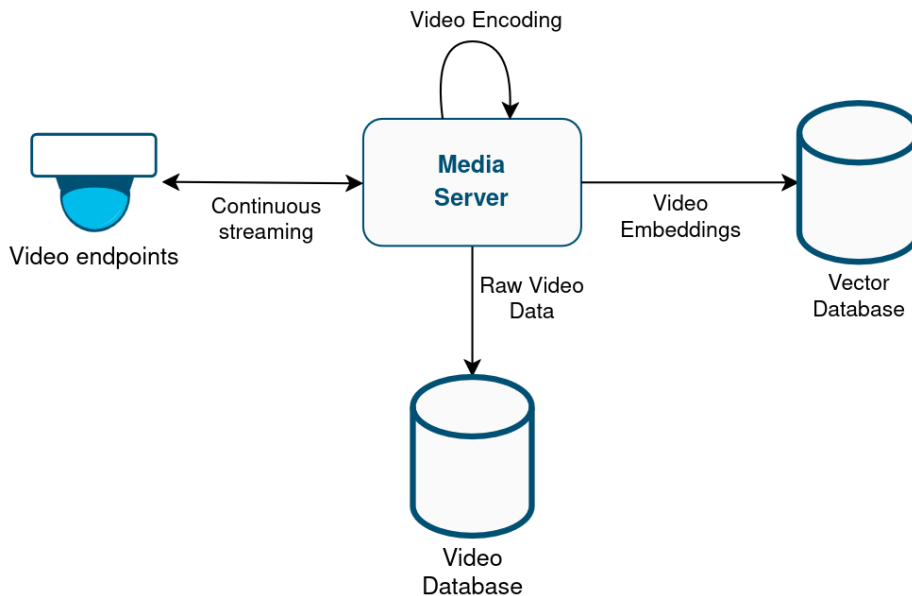 Video Encoding
Media
Server
Continuous
streaming
Video endpoints
Video
Embeddings
Vector
Database
Raw Video
Data
Video
Database